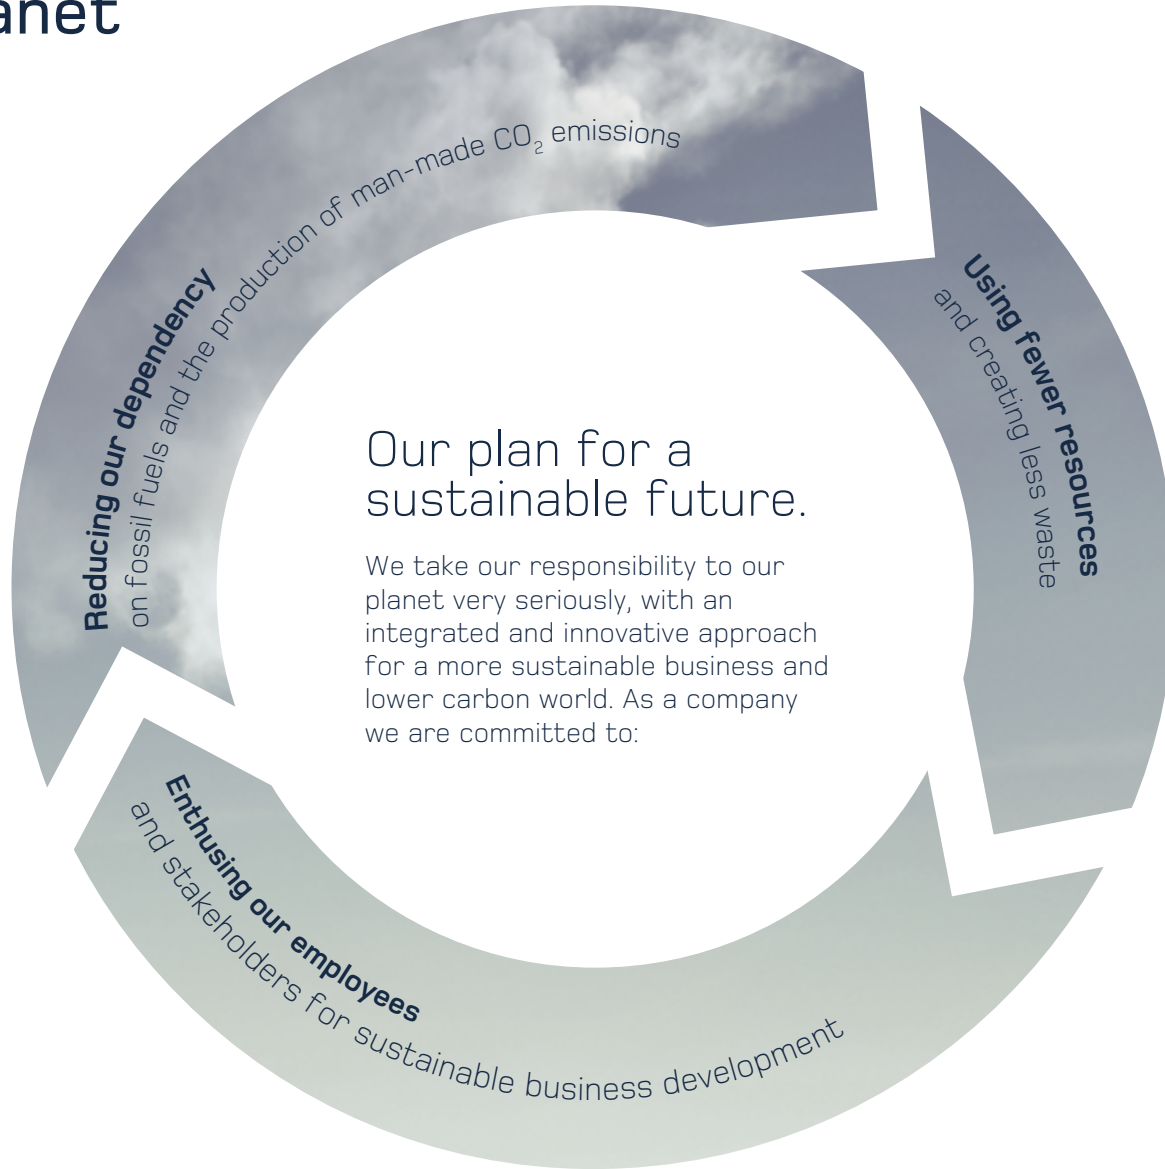 Our plan for a
sustainable future.
We take our responsibility to our
planet very seriously, with an
integrated and innovative approach
for a more sustainable business and
lower carbon world. As a company
we are committed to:
Reducing our dependency
on fossil fuels and the production of man-made CO₂ emissions
Using fewer resources
and creating less waste
Enthusing our employees
and stakeholders for sustainable business development